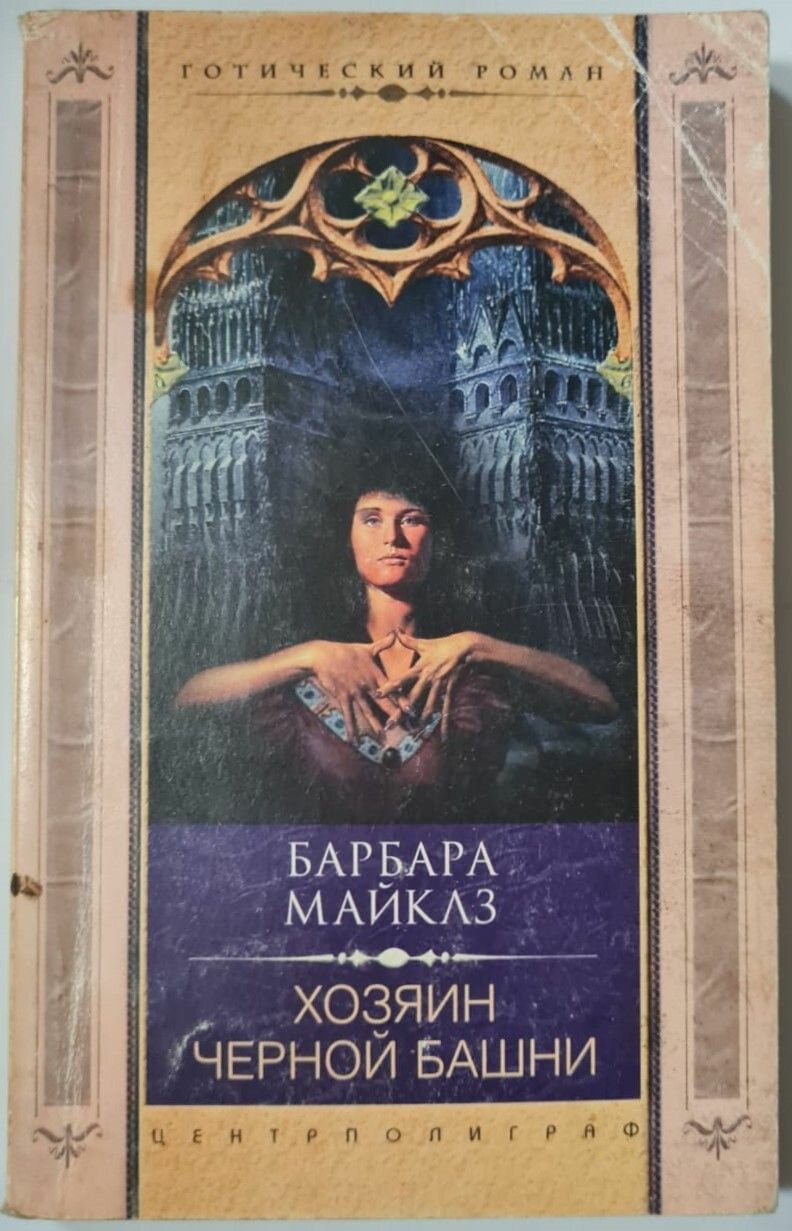 ГОТИЧЕСКИЙ РОМАН
БАРБАРА
МАЙКЛЗ
ХОЗЯИН
ЧЕРНОЙ БАШНИ
ЦЕНТРПОЛИГРАФ